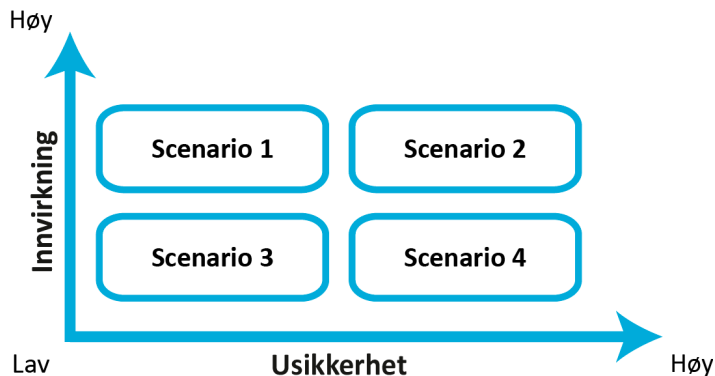 Høy
Innvirkning
Scenario 1
Scenario 2
Scenario 3
Scenario 4
Lav
Usikkerhet
Høy